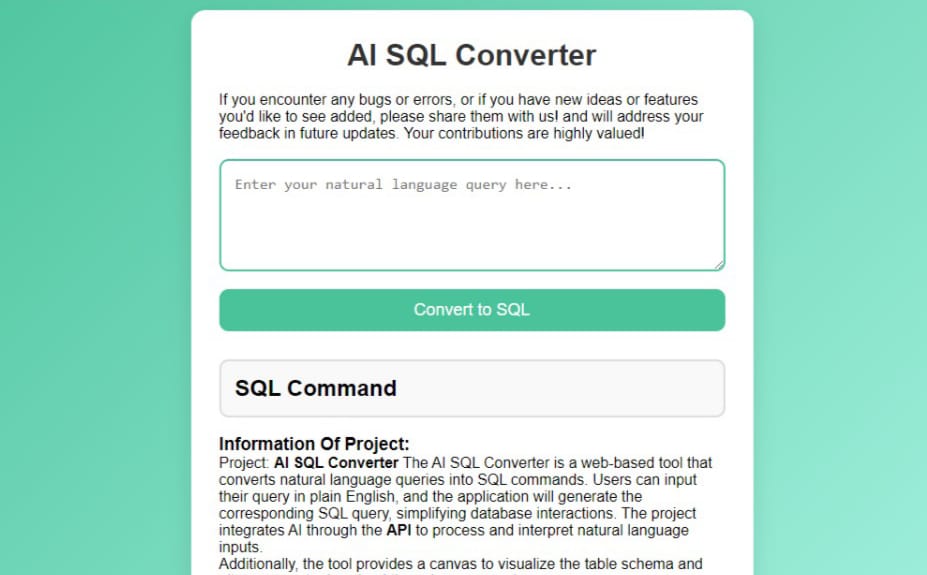 AI SQL Converter
If you encounter any bugs or errors, or if you have new ideas or features
you'd like to see added, please share them with us! and will address your
feedback in future updates. Your contributions are highly valued!
Enter your natural language query here...
Convert to SQL
SQL Command
Information Of Project:
Project: AI SQL Converter The AI SQL Converter is a web-based tool that
converts natural language queries into SQL commands. Users can input
their query in plain English, and the application will generate the
corresponding SQL query, simplifying database interactions. The project
integrates AI through the API to process and interpret natural language
inputs.
Additionally, the tool provides a canvas to visualize the table schema and